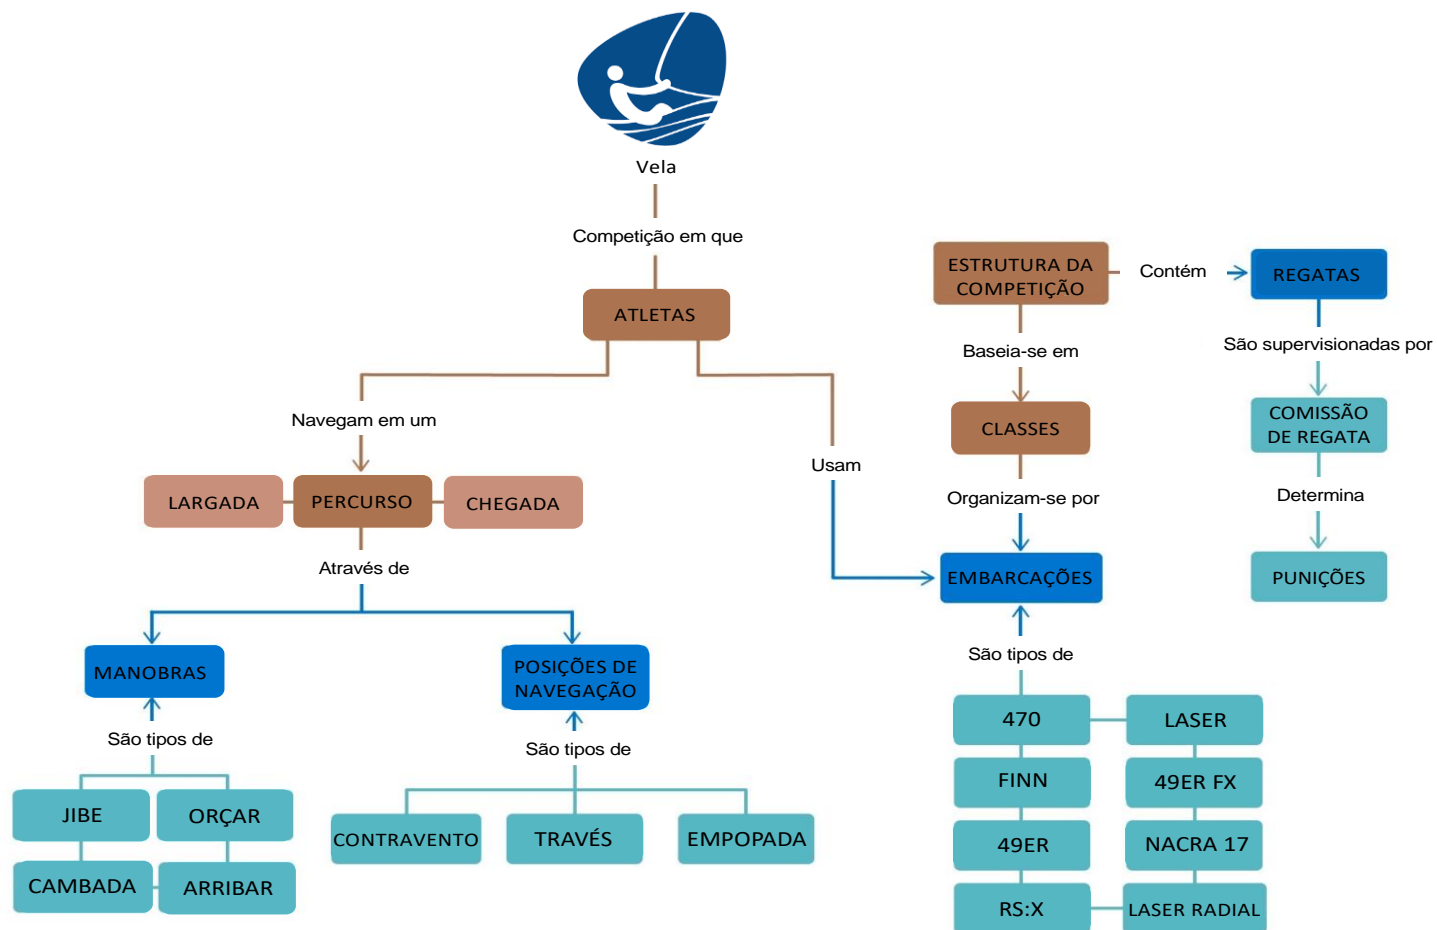 Vela
Competição em que
ATLETAS
Navegam em um
LARGADA
PERCURSO
CHEGADA
Através de
MANOBRAS
São tipos de
JIBE
ORÇAR
CAMBADA
ARRIBAR
POSIÇÕES DE
NAVEGAÇÃO
São tipos de
CONTRAVENTO
TRAVÉS
EMPOPADA
Usam
ESTRUTURA DA
COMPETIÇÃO
Baseia-se em
CLASSES
Organizam-se por
EMBARCAÇÕES
São tipos de
470
LASER
FINN
49ER FX
49ER
NACRA 17
RS:X
LASER RADIAL
Contém
REGATAS
São supervisionadas por
COMISSÃO
DE REGATA
Determina
PUNIÇÕES